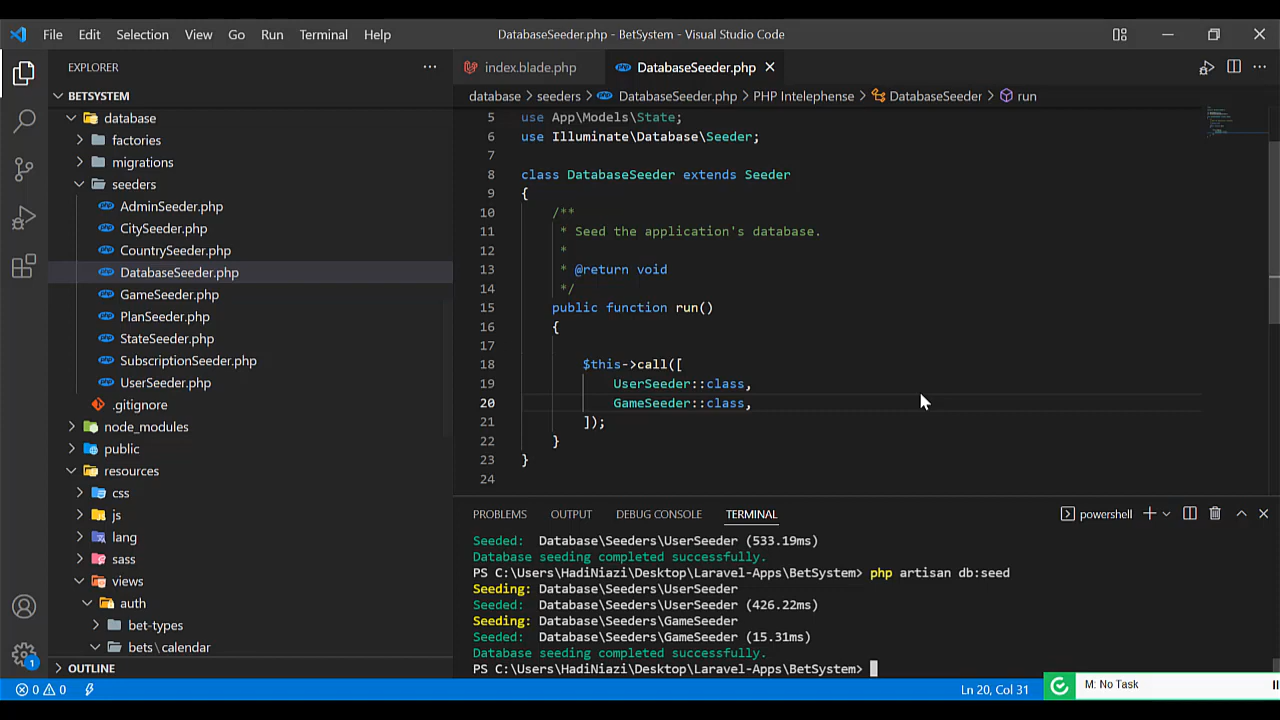 File Edit Selection View Go Run Terminal Help
DatabaseSeeder.php - BetSystem - Visual Studio Code
EXPLORER
BETSYSTEM
database
factories
migrations
seeders
AdminSeeder.php
CitySeeder.php
CountrySeeder.php
DatabaseSeeder.php
GameSeeder.php
PlanSeeder.php
StateSeeder.php
SubscriptionSeeder.php
UserSeeder.php
.gitignore
node_modules
public
resources
css
js
lang
sass
views
auth
bet-types
bets\calendar
OUTLINE
index.blade.php DatabaseSeeder.php
database > seeders > DatabaseSeeder.php > PHP Intelephense > DatabaseSeeder > run
5 use App\Models\State;
6 use Illuminate\Database\Seeder;
7
8 class DatabaseSeeder extends Seeder
9 {
10 /**
11 * Seed the application's database.
12 *
13 * @return void
14 */
15 public function run()
16 {
17
18 $this->call([
19 UserSeeder::class,
20 GameSeeder::class,
21 ]);
22 }
23 }
24
PROBLEMS OUTPUT DEBUG CONSOLE TERMINAL
powershell
Seeded: Database\Seeders\UserSeeder (533.19ms)
Database seeding completed successfully.
PS C:\Users\HadiNiazi\Desktop\Laravel-Apps\BetSystem> php artisan db:seed
Seeding: Database\Seeders\UserSeeder
Seeded: Database\Seeders\UserSeeder (426.22ms)
Seeding: Database\Seeders\GameSeeder
Seeded: Database\Seeders\GameSeeder (15.31ms)
Database seeding completed successfully.
PS C:\Users\HadiNiazi\Desktop\Laravel-Apps\BetSystem>
1
0 0
Ln 20, Col 31
M: No Task